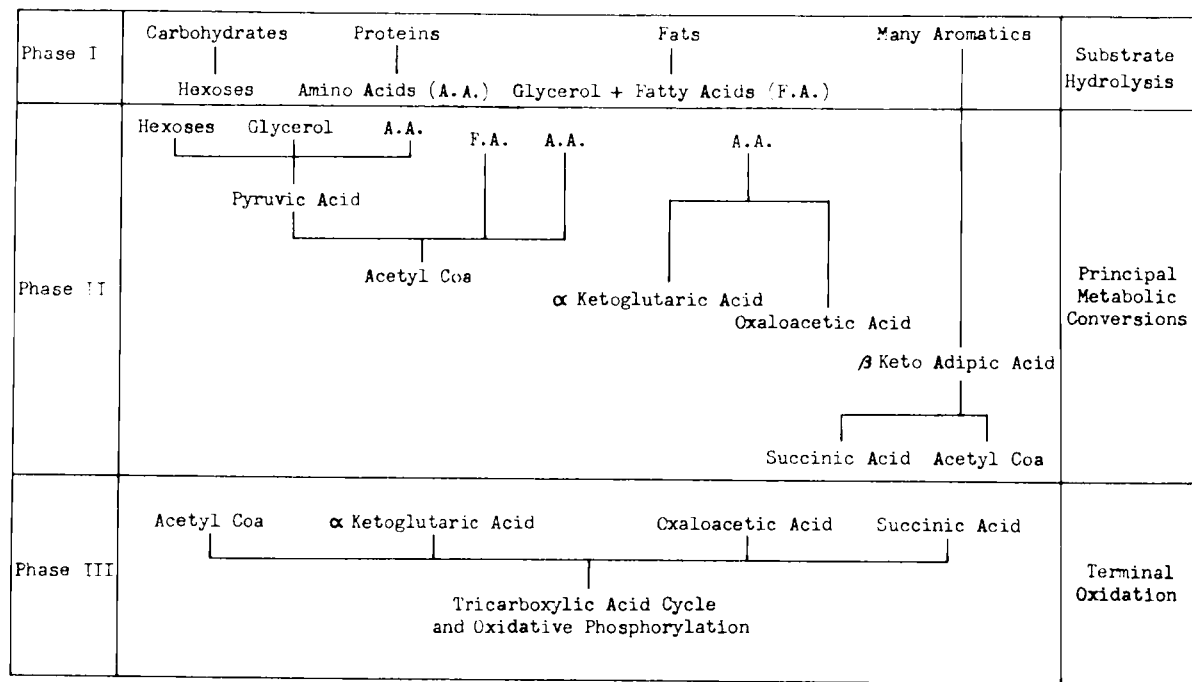 Phase I
Carbohydrates Proteins Fats Many Aromatics
Hexoses Amino Acids (A.A.) Glycerol + Fatty Acids (F.A.)
Substrate
Hydrolysis
Phase II
Hexoses Glycerol A.A. F.A. A.A. A.A.
Pyruvic Acid
Acetyl Coa
α Ketoglutaric Acid
Oxaloacetic Acid
β Keto Adipic Acid
Succinic Acid Acetyl Coa
Principal
Metabolic
Conversions
Phase III
Acetyl Coa α Ketoglutaric Acid Oxaloacetic Acid Succinic Acid
Tricarboxylic Acid Cycle
and Oxidative Phosphorylation
Terminal
Oxidation